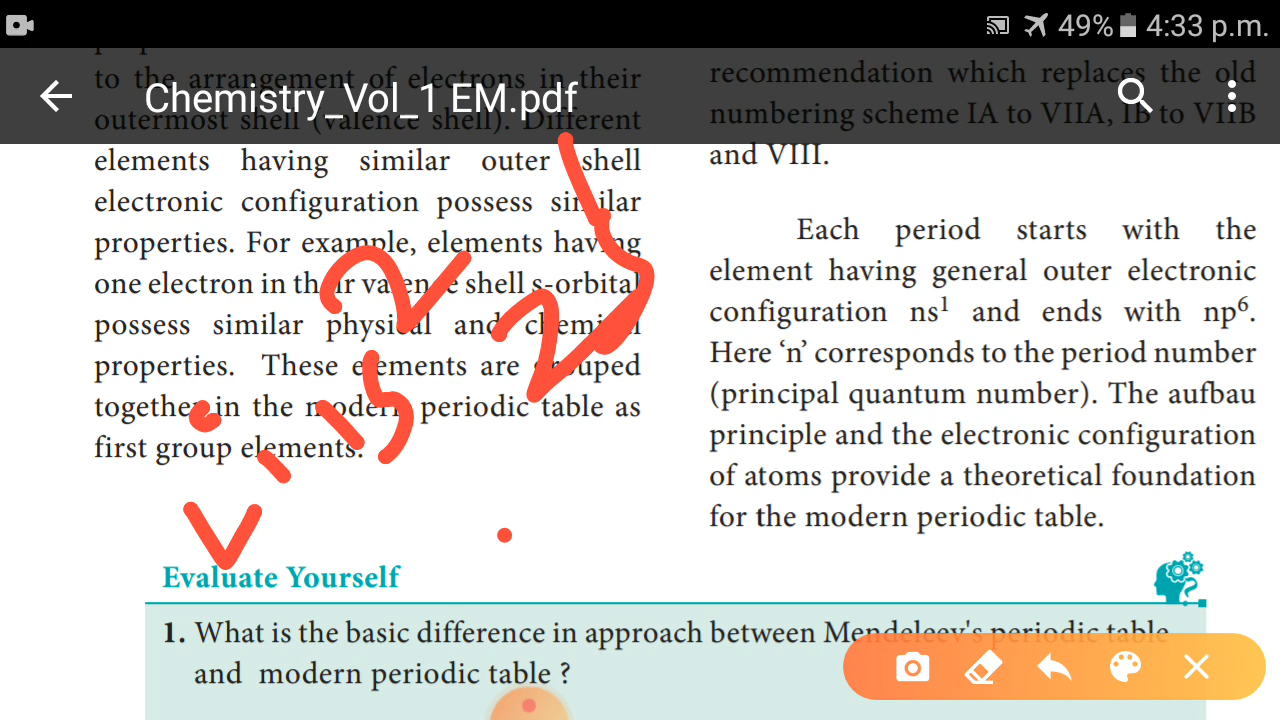 49% 4:33 p.m.
Chemistry_Vol_1 EM.pdf
to the arrangement of electrons in their
outermost shell (valence shell). Different
elements having similar outer shell
electronic configuration possess similar
properties. For example, elements having
one electron in their valence shell s-orbital
possess similar physical and chemical
properties. These elements are grouped
together in the modern periodic table as
first group elements.
recommendation which replaces the old
numbering scheme IA to VIIA, IB to VIIB
and VIII.
Each period starts with the
element having general outer electronic
configuration ns¹ and ends with np⁶.
Here ‘n’ corresponds to the period number
(principal quantum number). The aufbau
principle and the electronic configuration
of atoms provide a theoretical foundation
for the modern periodic table.
Evaluate Yourself
1. What is the basic difference in approach between Mendeleev's periodic table
and modern periodic table ?